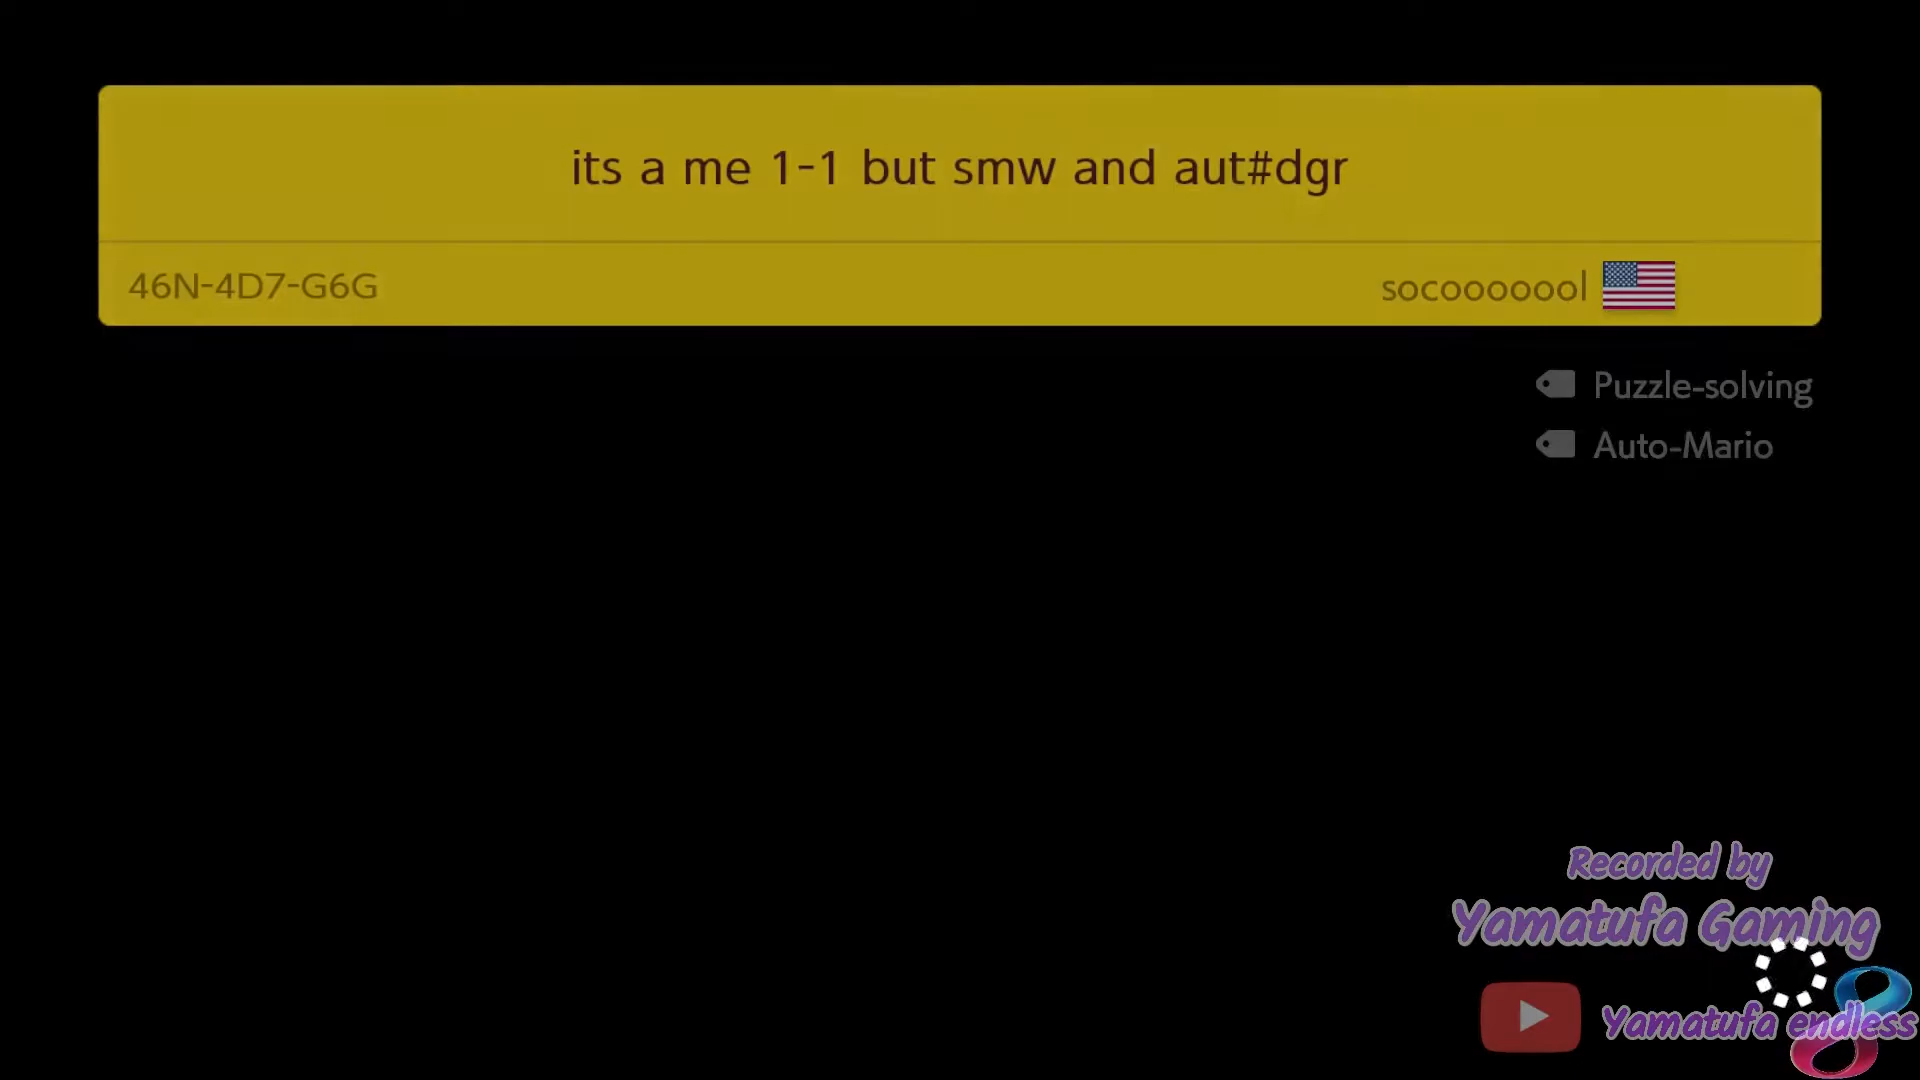 its a me 1-1 but smw and aut#dgr
46N-4D7-G6G
socooooool
Puzzle-solving
Auto-Mario
Recorded by
Yamatufa Gaming
Yamatufa endless